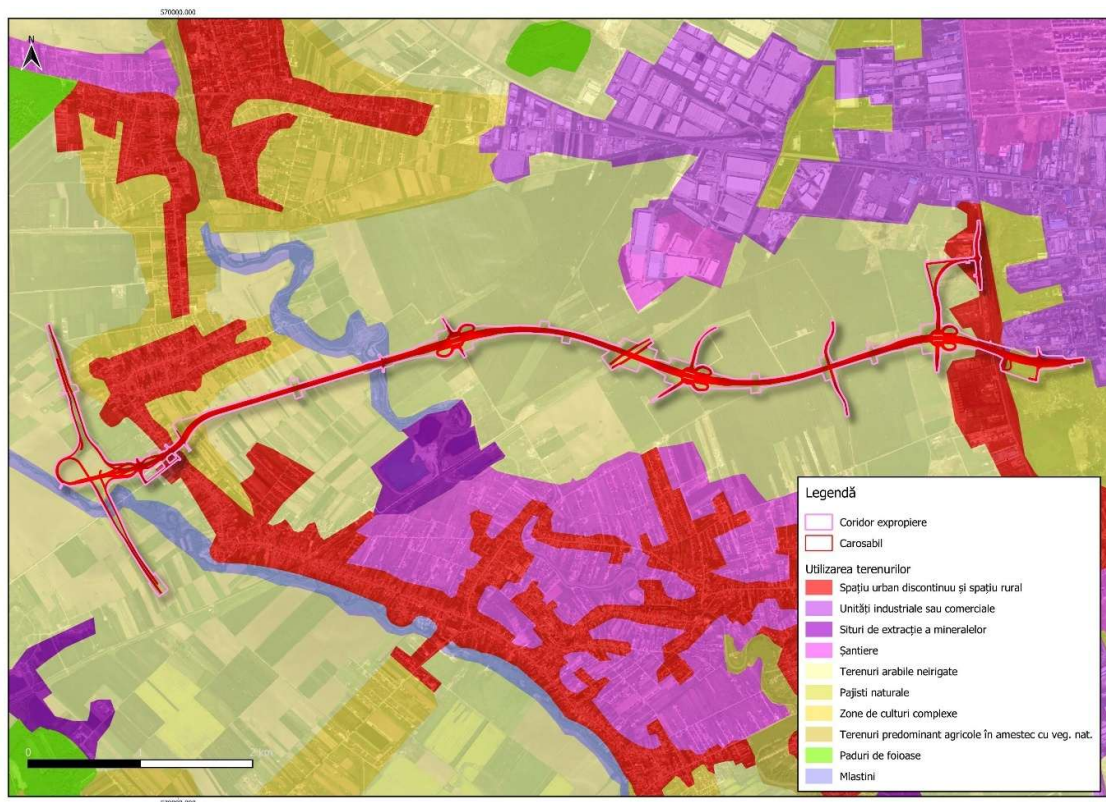 570000.000
N
Legendă
Coridor expropiere
Carosabil
Utilizarea terenurilor
Spațiu urban discontinuu și spațiu rural
Unități industriale sau comerciale
Situri de extracție a mineralelor
Șantiere
Terenuri arabile neirigate
Pajisti naturale
Zone de culturi complexe
Terenuri predominant agricole în amestec cu veg. nat.
Paduri de foioase
Mlastini
0